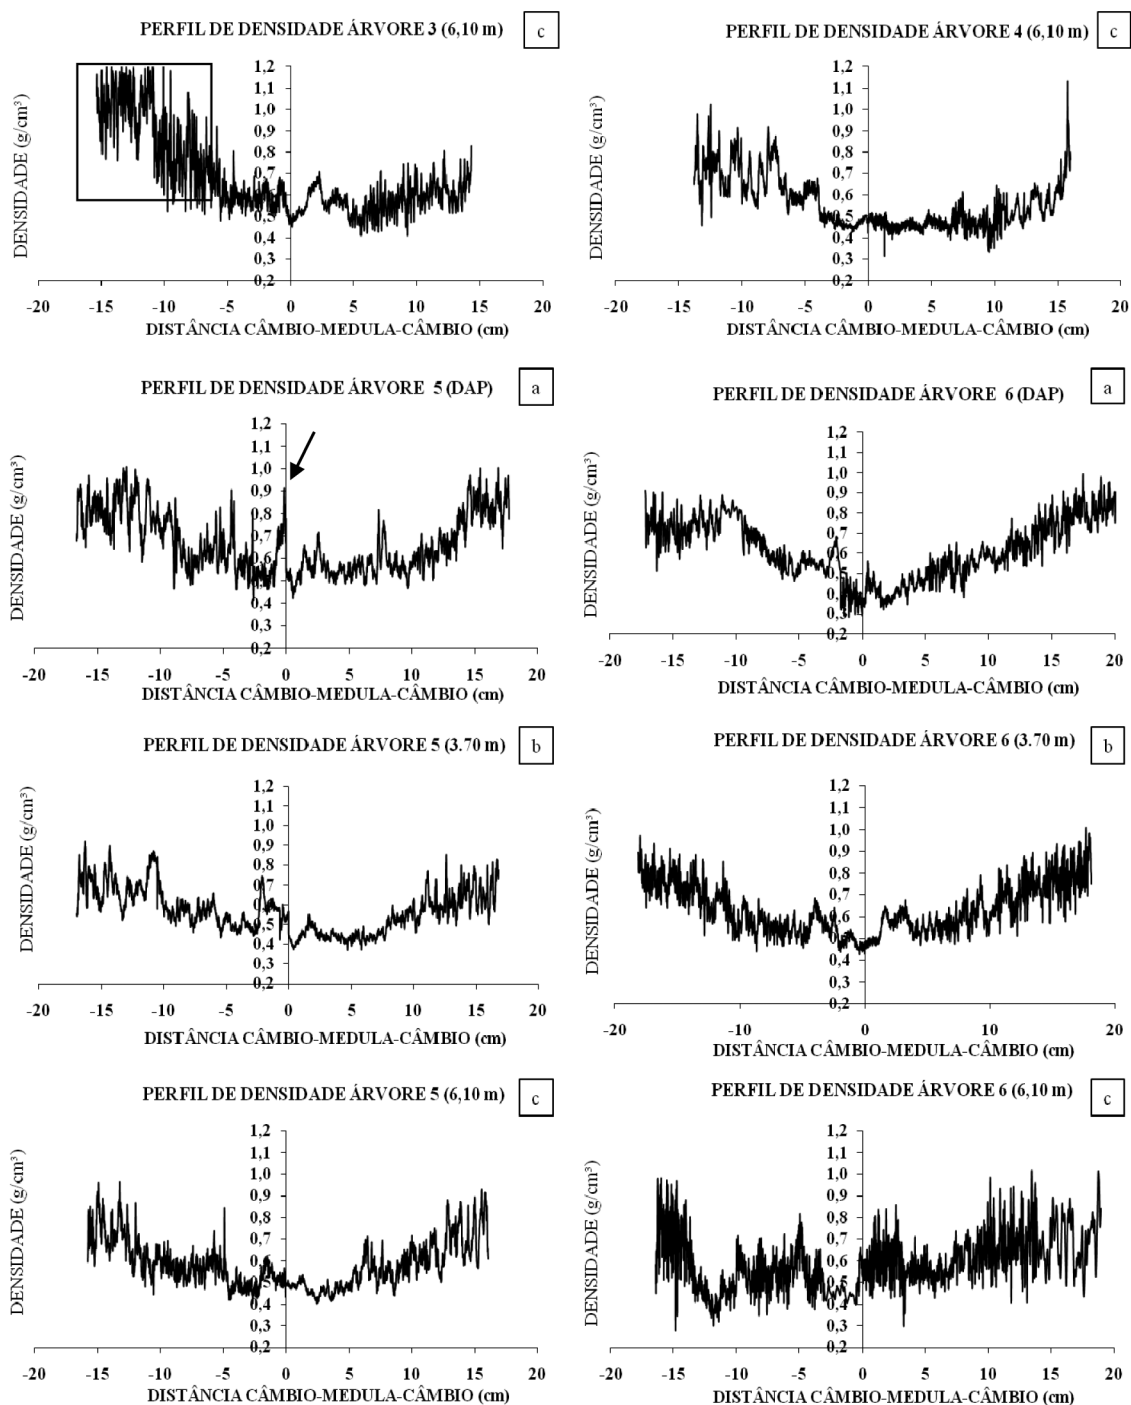 PERFIL DE DENSIDADE ÁRVORE 3 (6,10 m)
c
DENSIDADE (g/cm³)
1,2
1,1
1,0
0,9
0,8
0,7
0,6
0,5
0,4
0,3
0,2
-20 -15 -10 -5 0 5 10 15 20
DISTÂNCIA CÂMBIO-MEDULA-CÂMBIO (cm)
PERFIL DE DENSIDADE ÁRVORE 4 (6,10 m)
c
DENSIDADE (g/cm³)
1,2
1,1
1,0
0,9
0,8
0,7
0,6
0,5
0,4
0,3
0,2
-20 -15 -10 -5 0 5 10 15 20
DISTÂNCIA CÂMBIO-MEDULA-CÂMBIO (cm)
PERFIL DE DENSIDADE ÁRVORE 5 (DAP)
a
DENSIDADE (g/cm³)
1,2
1,1
1,0
0,9
0,8
0,7
0,6
0,5
0,4
0,3
0,2
-20 -15 -10 -5 0 5 10 15 20
DISTÂNCIA CÂMBIO-MEDULA-CÂMBIO (cm)
PERFIL DE DENSIDADE ÁRVORE 6 (DAP)
a
DENSIDADE (g/cm³)
1,2
1,1
1,0
0,9
0,8
0,7
0,6
0,5
0,4
0,3
0,2
-20 -15 -10 -5 0 5 10 15 20
DISTÂNCIA CÂMBIO-MEDULA-CÂMBIO (cm)
PERFIL DE DENSIDADE ÁRVORE 5 (3.70 m)
b
DENSIDADE (g/cm³)
1,2
1,1
1,0
0,9
0,8
0,7
0,6
0,5
0,4
0,3
0,2
-20 -15 -10 -5 0 5 10 15 20
DISTÂNCIA CÂMBIO-MEDULA-CÂMBIO (cm)
PERFIL DE DENSIDADE ÁRVORE 6 (3.70 m)
b
DENSIDADE (g/cm³)
1,2
1,1
1,0
0,9
0,8
0,7
0,6
0,5
0,4
0,3
0,2
-20 -10 0 10 20
DISTÂNCIA CÂMBIO-MEDULA-CÂMBIO (cm)
PERFIL DE DENSIDADE ÁRVORE 5 (6,10 m)
c
DENSIDADE (g/cm³)
1,2
1,1
1,0
0,9
0,8
0,7
0,6
0,5
0,4
0,3
0,2
-20 -15 -10 -5 0 5 10 15 20
DISTÂNCIA CÂMBIO-MEDULA-CÂMBIO (cm)
PERFIL DE DENSIDADE ÁRVORE 6 (6,10 m)
c
DENSIDADE (g/cm³)
1,2
1,1
1,0
0,9
0,8
0,7
0,6
0,5
0,4
0,3
0,2
-20 -15 -10 -5 0 5 10 15 20
DISTÂNCIA CÂMBIO-MEDULA-CÂMBIO (cm)